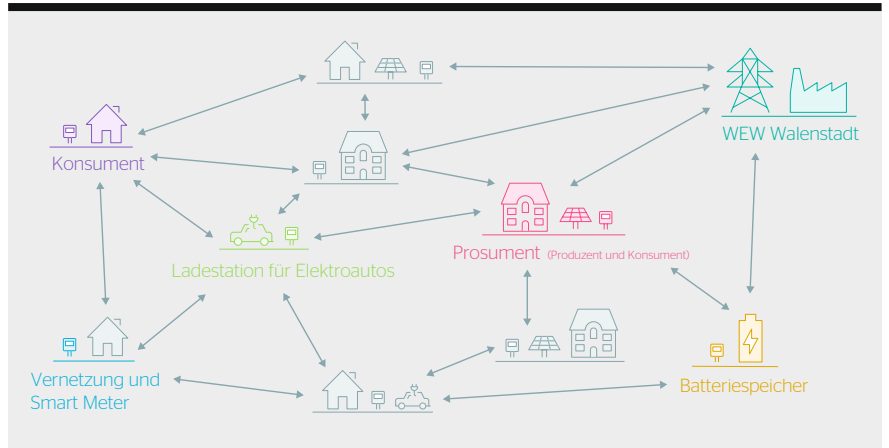 Konsument
WEW Walenstadt
Prosument (Produzent und Konsument)
Ladestation für Elektroautos
Vernetzung und
Smart Meter
Batteriespeicher